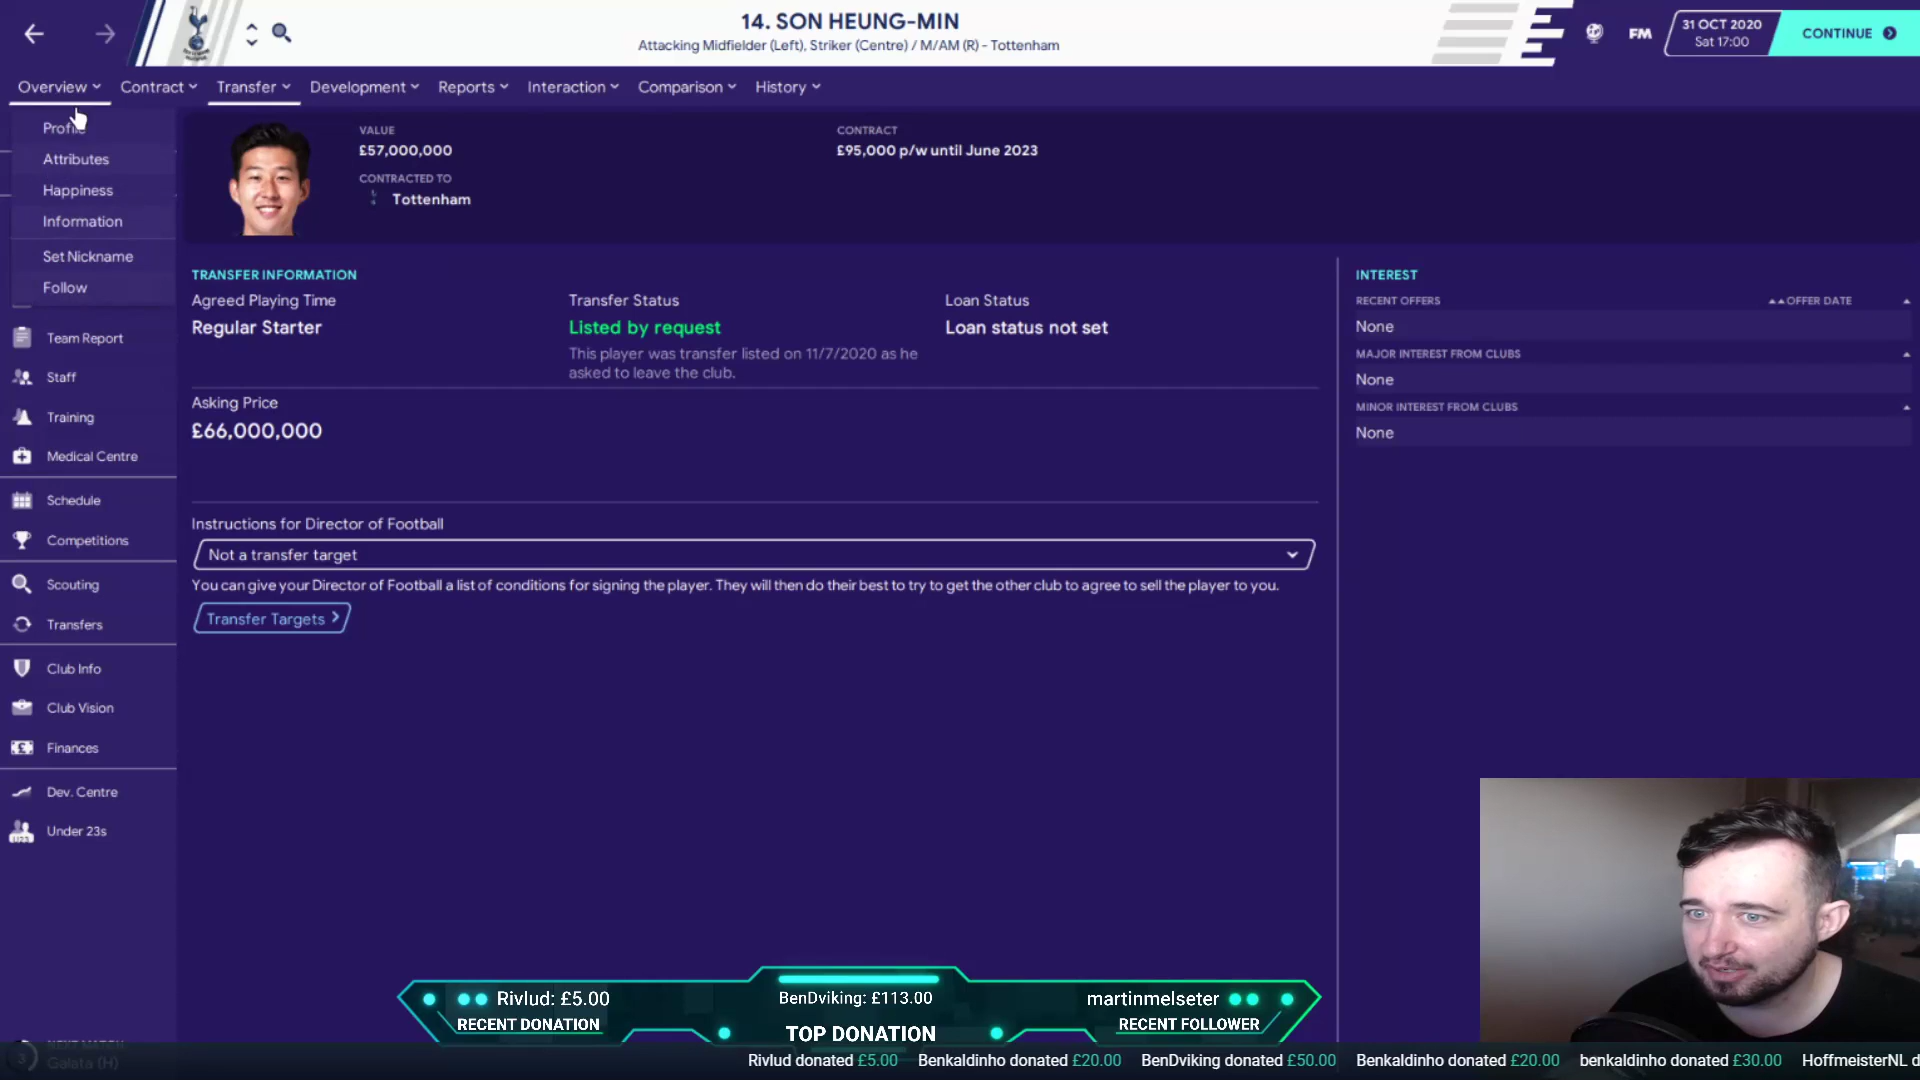 14. SON HEUNG-MIN
Attacking Midfielder (Left), Striker (Centre) / M/AM (R) - Tottenham
FM
31 OCT 2020
Sat 17:00
CONTINUE
Overview
Contract
Transfer
Development
Reports
Interaction
Comparison
History
Profile
Attributes
Happiness
Information
Set Nickname
Follow
Team Report
Staff
Training
Medical Centre
Schedule
Competitions
Scouting
Transfers
Club Info
Club Vision
Finances
Dev. Centre
Under 23s
NEXT MATCH
3
Galata (H)
VALUE
£57,000,000
CONTRACTED TO
Tottenham
CONTRACT
£95,000 p/w until June 2023
TRANSFER INFORMATION
Agreed Playing Time
Regular Starter
Transfer Status
Listed by request
This player was transfer listed on 11/7/2020 as he
asked to leave the club.
Loan Status
Loan status not set
Asking Price
£66,000,000
Instructions for Director of Football
Not a transfer target
You can give your Director of Football a list of conditions for signing the player. They will then do their best to try to get the other club to agree to sell the player to you.
Transfer Targets
INTEREST
RECENT OFFERS
OFFER DATE
None
MAJOR INTEREST FROM CLUBS
None
MINOR INTEREST FROM CLUBS
None
Rivlud: £5.00
RECENT DONATION
BenDviking: £113.00
TOP DONATION
martinmelseter
RECENT FOLLOWER
Rivlud donated £5.00 Benkaldinho donated £20.00 BenDviking donated £50.00 Benkaldinho donated £20.00 benkaldinho donated £30.00 HoffmeisterNL d